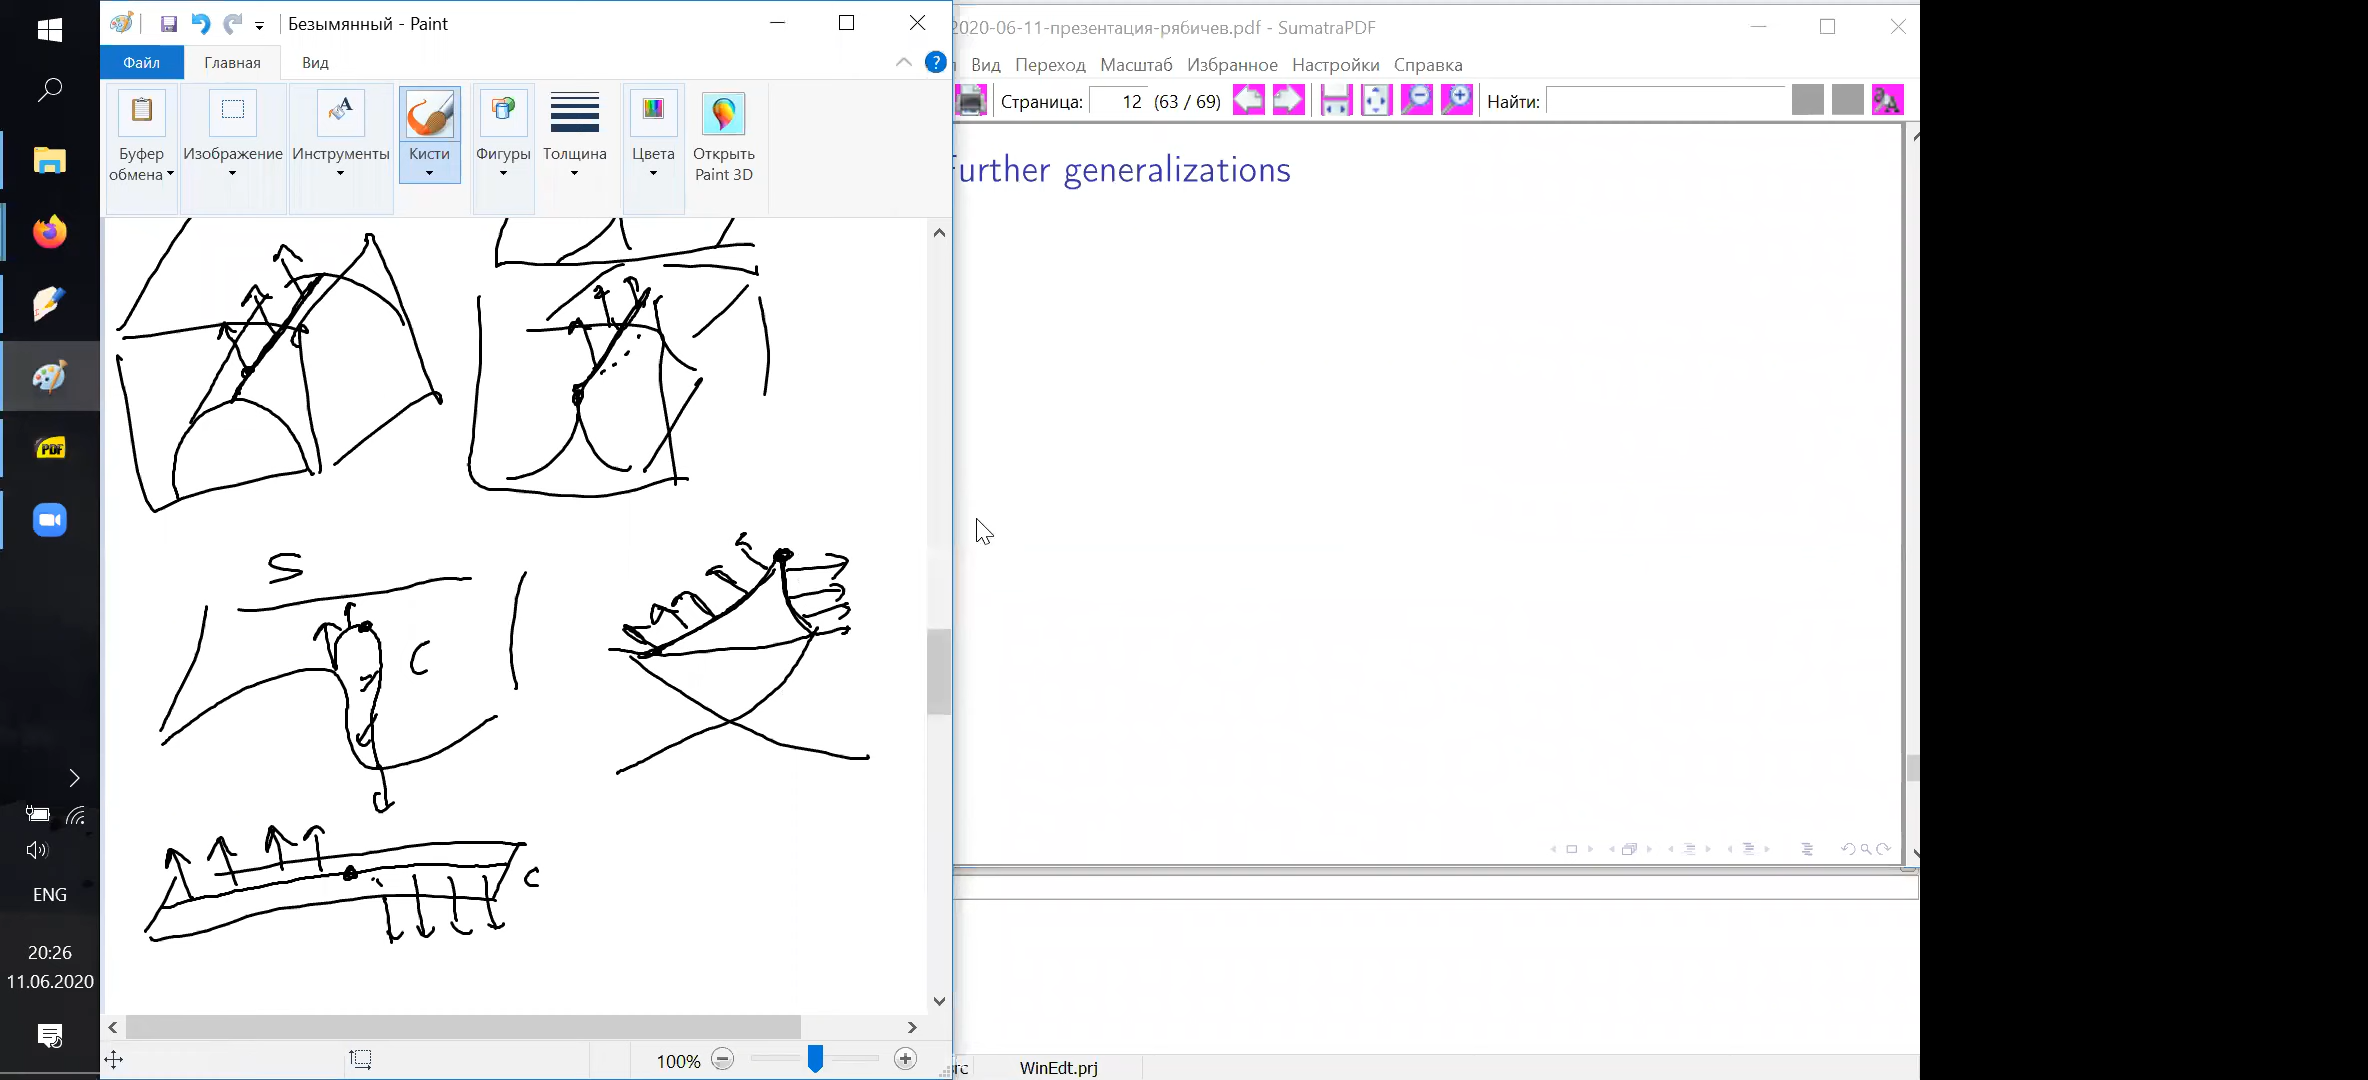 Безымянный - Paint
Файл
Главная
Вид
Буфер обмена
Изображение
Инструменты
Кисти
Фигуры
Толщина
Цвета
Открыть Paint 3D
S
C
C
100%
PDF
ENG
20:26
11.06.2020
2020-06-11-презентация-рябичев.pdf - SumatraPDF
Вид Переход Масштаб Избранное Настройки Справка
Страница: 12 (63 / 69)
Найти:
Further generalizations
WinEdt.prj